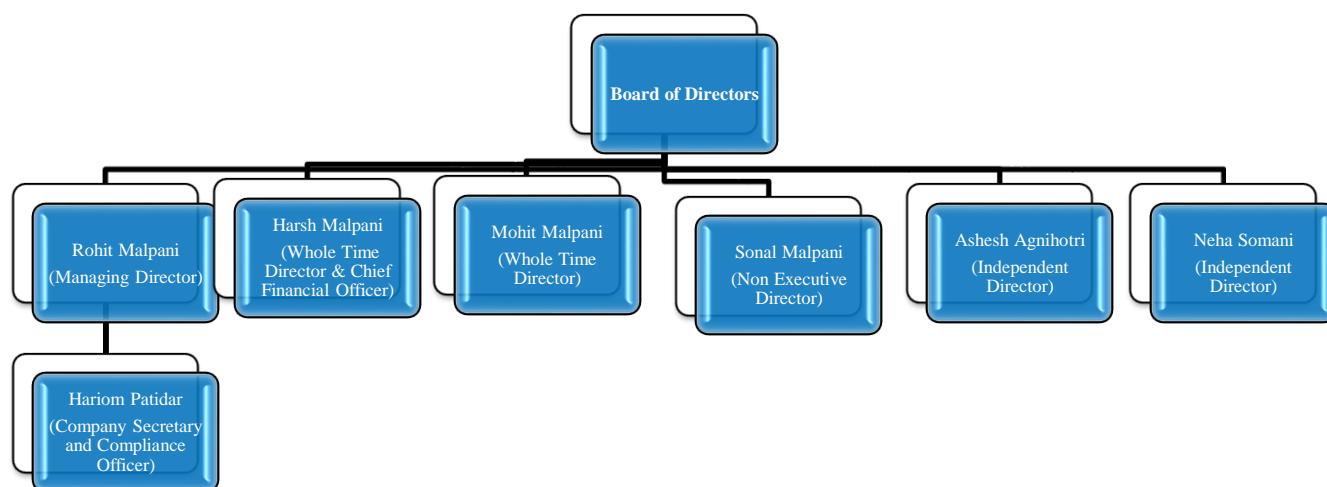 Board of Directors
Rohit Malpani
(Managing Director)
Harsh Malpani
(Whole Time
Director & Chief
Financial Officer)
Mohit Malpani
(Whole Time
Director)
Sonal Malpani
(Non Executive
Director)
Ashesh Agnihotri
(Independent
Director)
Neha Somani
(Independent
Director)
Hariom Patidar
(Company Secretary
and Compliance
Officer)